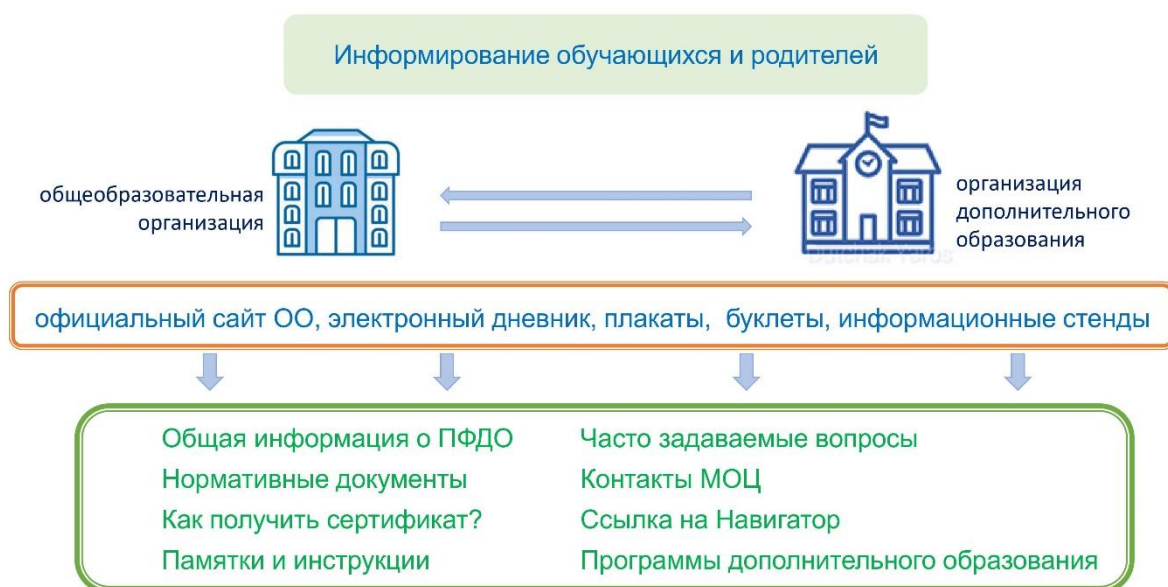 Информирование обучающихся и родителей
общеобразовательная
организация
организация
дополнительного
образования
официальный сайт ОО, электронный дневник, плакаты, буклеты, информационные стенды
Общая информация о ПФДО
Нормативные документы
Как получить сертификат?
Памятки и инструкции
Часто задаваемые вопросы
Контакты МОЦ
Ссылка на Навигатор
Программы дополнительного образования